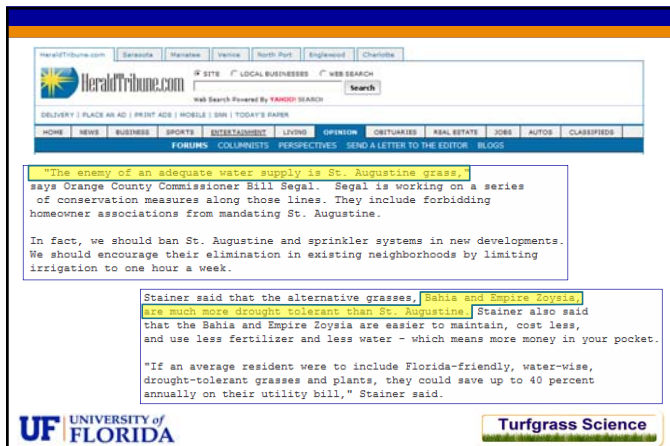 HeraldTribune.com Sarasota Manatee Venice North Port Englewood Charlotte
HeraldTribune.com
SITE LOCAL BUSINESSES WEB SEARCH
Search
Web Search Powered By YAHOO! SEARCH
DELIVERY | PLACE AN AD | PRINT ADS | MOBILE | SNN | TODAY'S PAPER
HOME NEWS BUSINESS SPORTS ENTERTAINMENT LIVING OPINION OBITUARIES REAL ESTATE JOBS AUTOS CLASSIFIEDS
FORUMS COLUMNISTS PERSPECTIVES SEND A LETTER TO THE EDITOR BLOGS
"The enemy of an adequate water supply is St. Augustine grass,"
says Orange County Commissioner Bill Segal. Segal is working on a series
of conservation measures along those lines. They include forbidding
homeowner associations from mandating St. Augustine.
In fact, we should ban St. Augustine and sprinkler systems in new developments.
We should encourage their elimination in existing neighborhoods by limiting
irrigation to one hour a week.
Stainer said that the alternative grasses, Bahia and Empire Zoysia,
are much more drought tolerant than St. Augustine. Stainer also said
that the Bahia and Empire Zoysia are easier to maintain, cost less,
and use less fertilizer and less water - which means more money in your pocket.
"If an average resident were to include Florida-friendly, water-wise,
drought-tolerant grasses and plants, they could save up to 40 percent
annually on their utility bill," Stainer said.
UF UNIVERSITY of
FLORIDA
Turfgrass Science